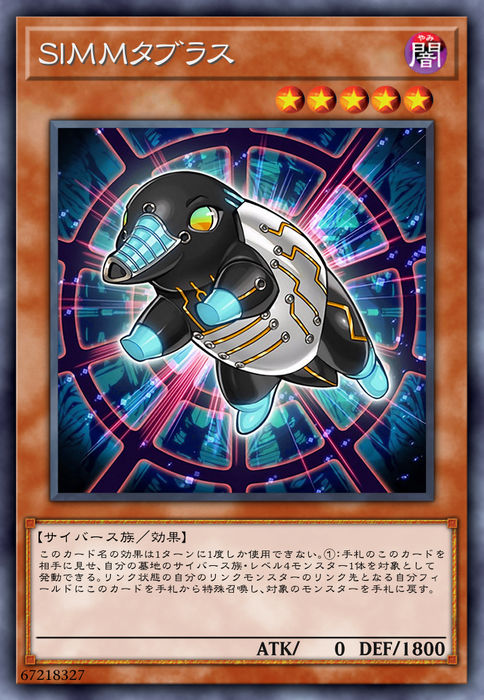 SIMMタブラス
やみ
闇
【サイバース族／効果】
このカード名の効果は1ターンに1度しか使用できない。①：手札のこのカードを
相手に見せ、自分の墓地のサイバース族・レベル4モンスター1体を対象として
発動できる。リンク状態の自分のリンクモンスターのリンク先となる自分フィ
ールドにこのカードを手札から特殊召喚し、対象のモンスターを手札に戻す。
ATK/ 0 DEF/1800
67218327